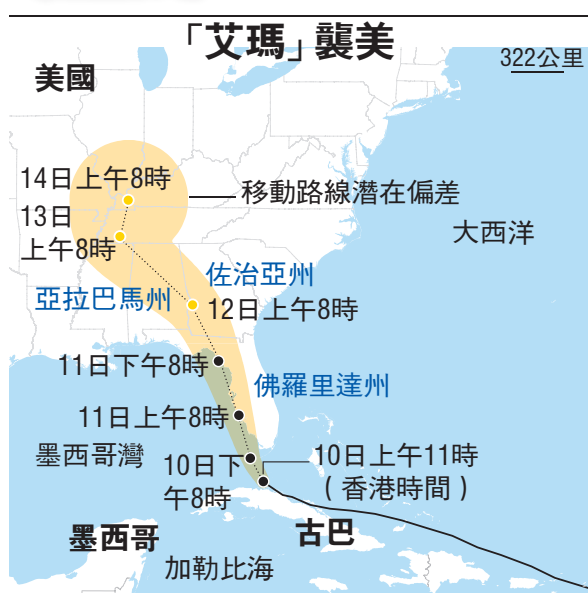 「艾瑪」襲美
322公里
美國
14日上午8時
移動路線潛在偏差
13日
上午8時
大西洋
佐治亞州
亞拉巴馬州
12日上午8時
11日下午8時
佛羅里達州
11日上午8時
墨西哥灣
10日上午11時
(香港時間)
10日下
午8時
墨西哥
古巴
加勒比海